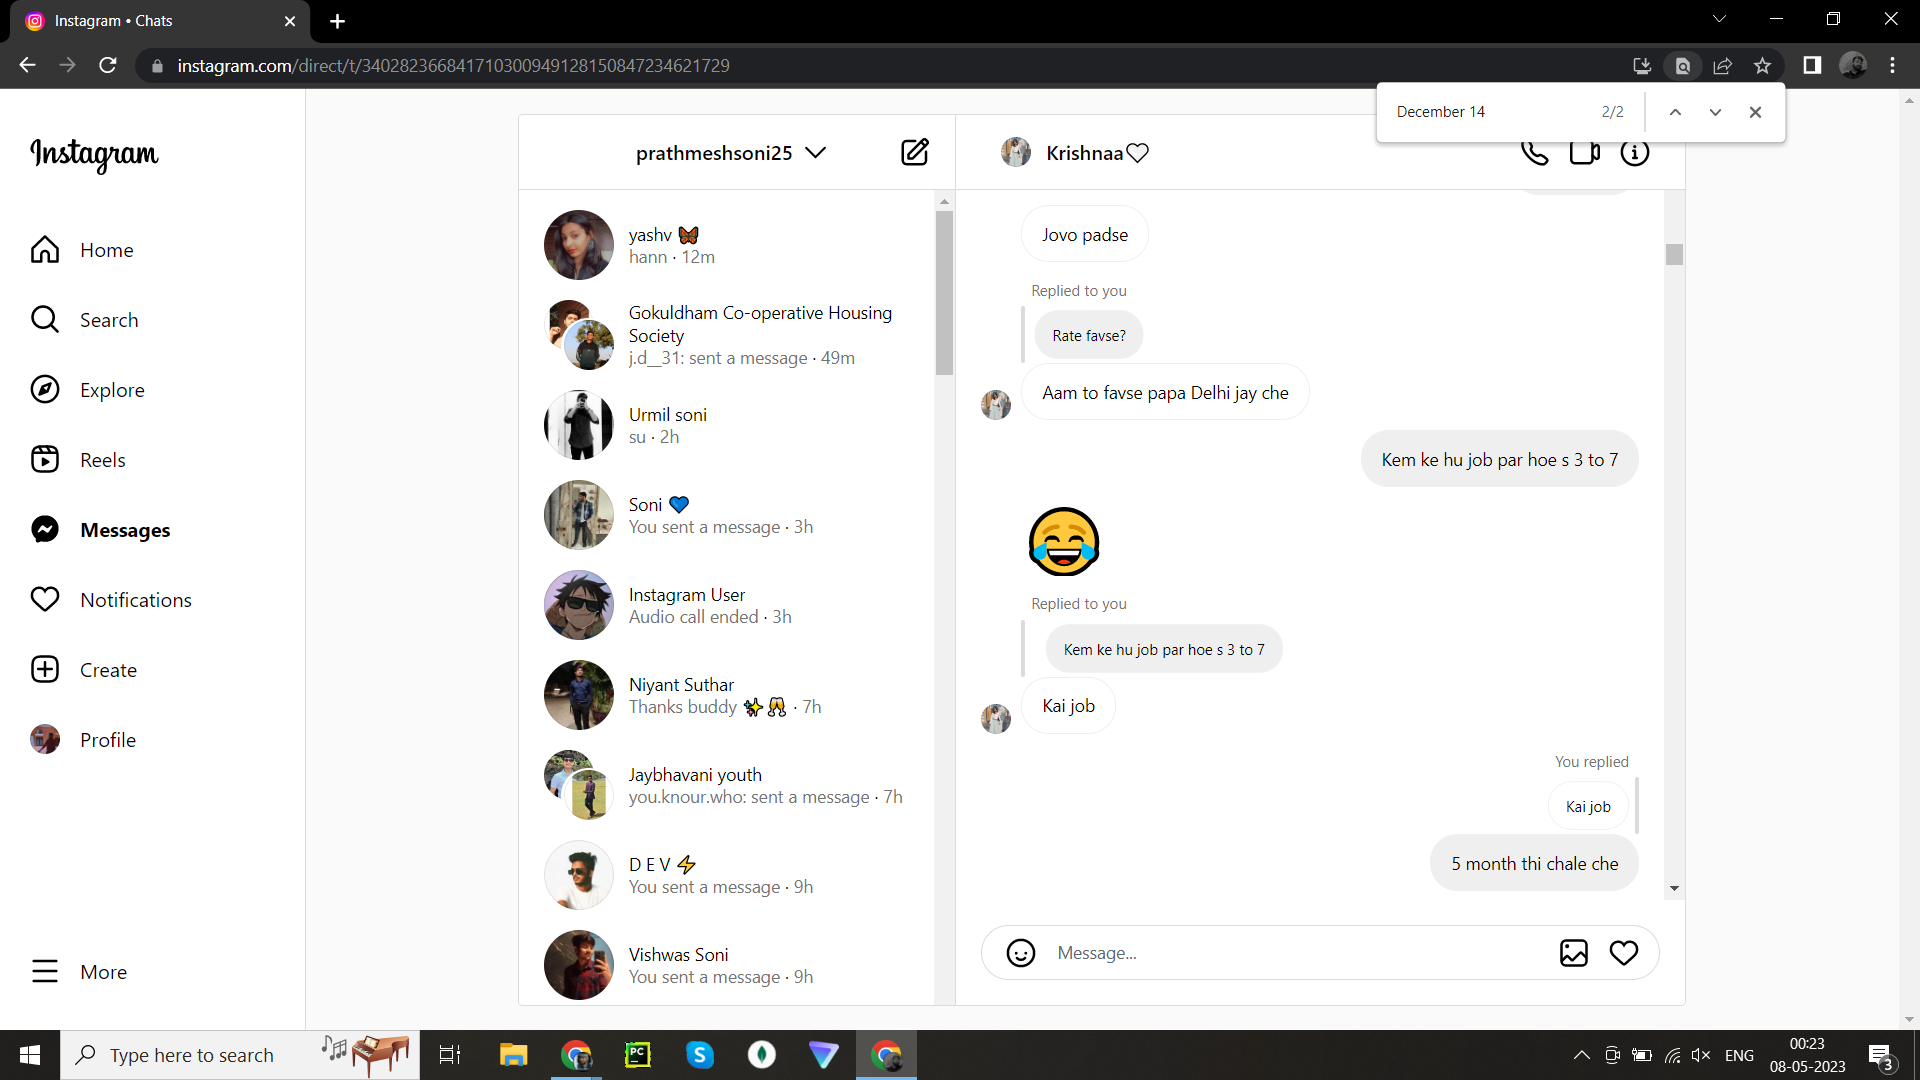 Instagram • Chats
instagram.com/direct/t/340282366841710300949128150847234621729
December 14
2/2
Instagram
Home
Search
Explore
Reels
Messages
Notifications
Create
Profile
More
prathmeshsoni25
yashv 🦋
hann · 12m
Gokuldham Co-operative Housing
Society
j.d__31: sent a message · 49m
Urmil soni
su · 2h
Soni 💙
You sent a message · 3h
Instagram User
Audio call ended · 3h
Niyant Suthar
Thanks buddy ✨🥂 · 7h
Jaybhavani youth
you.knour.who: sent a message · 7h
D E V ⚡
You sent a message · 9h
Vishwas Soni
You sent a message · 9h
Krishnaa♡
Jovo padse
Replied to you
Rate favse?
Aam to favse papa Delhi jay che
Kem ke hu job par hoe s 3 to 7
😂
Replied to you
Kem ke hu job par hoe s 3 to 7
Kai job
You replied
Kai job
5 month thi chale che
Message...
Type here to search
PC
ENG
00:23
08-05-2023
3